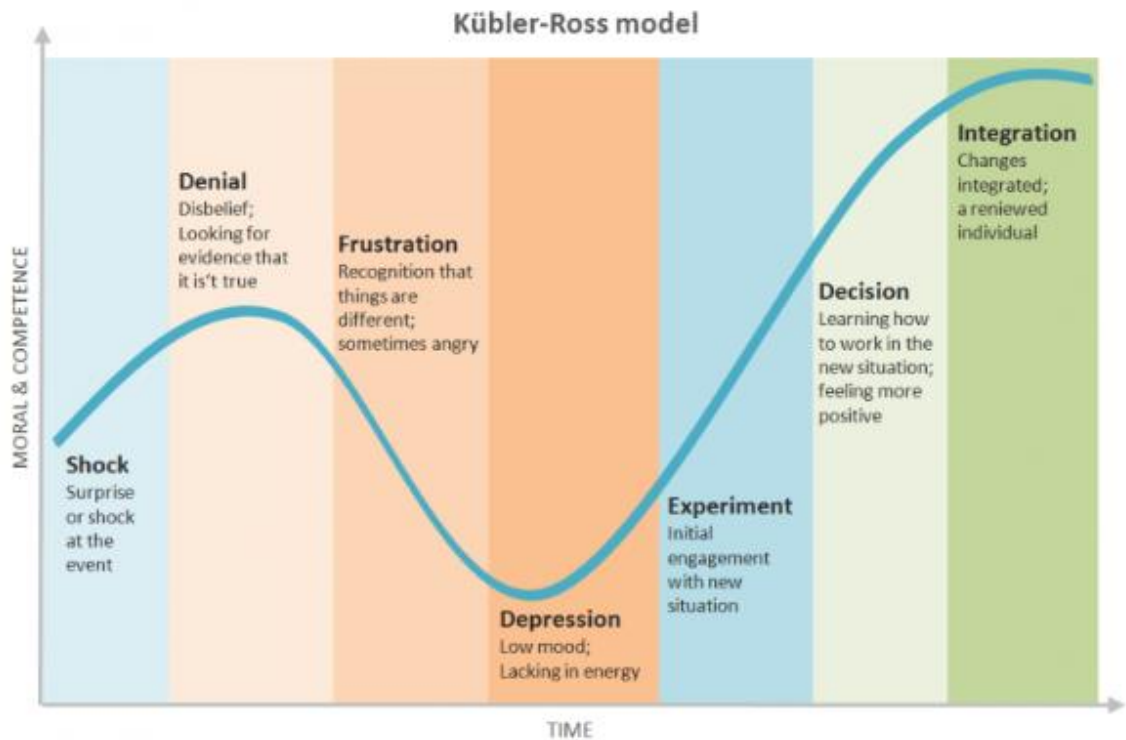 Kübler-Ross model
MORAL & COMPETENCE
Shock
Surprise
or shock
at the
event
Denial
Disbelief;
Looking for
evidence that
it is't true
Frustration
Recognition that
things are
different;
sometimes angry
Depression
Low mood;
Lacking in energy
Experiment
Initial
engagement
with new
situation
Decision
Learning how
to work in the
new situation;
feeling more
positive
Integration
Changes
integrated;
a reniewed
individual
TIME